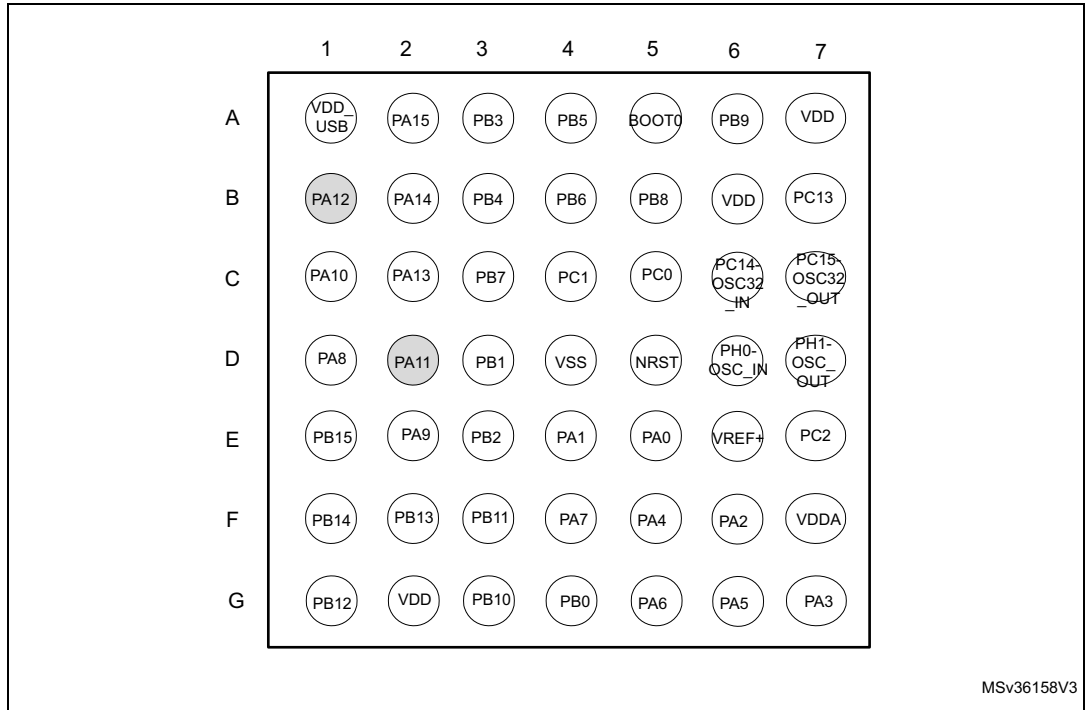 1 2 3 4 5 6 7
A VDD_ USB PA15 PB3 PB5 BOOT0 PB9 VDD
B PA12 PA14 PB4 PB6 PB8 VDD PC13
C PA10 PA13 PB7 PC1 PC0 PC14-OSC32_IN PC15-OSC32_OUT
D PA8 PA11 PB1 VSS NRST PH0-OSC_IN PH1-OSC_OUT
E PB15 PA9 PB2 PA1 PA0 VREF+ PC2
F PB14 PB13 PB11 PA7 PA4 PA2 VDDA
G PB12 VDD PB10 PB0 PA6 PA5 PA3
MSv36158V3